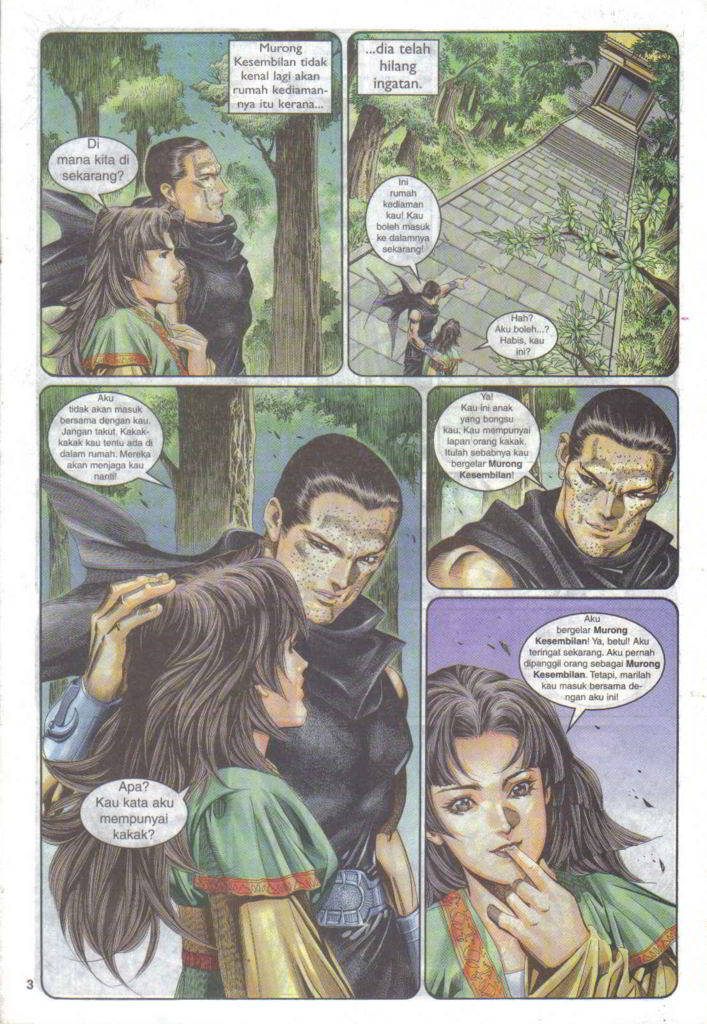 Murong
Kesembilan tidak
kenal lagi akan
rumah kediaman-
nya itu kerana...
Di
mana kita di
sekarang?
...dia telah
hilang
ingatan.
Ini
rumah
kediaman
kau! Kau
boleh masuk
ke dalamnya
sekarang!
Hah?
Aku boleh...?
Habis, kau
ini?
Aku
tidak akan masuk
bersama dengan kau.
Jangan takut. Kakak-
kakak kau tentu ada di
dalam rumah. Mereka
akan menjaga kau
nanti!
Apa?
Kau kata aku
mempunyai
kakak?
Ya!
Kau ini anak
yang bongsu
kau. Kau mempunyai
lapan orang kakak.
Itulah sebabnya kau
bergelar Murong
Kesembilan!
Aku
bergelar Murong
Kesembilan! Ya, betul! Aku
teringat sekarang. Aku pernah
dipanggil orang sebagai Murong
Kesembilan. Tetapi, marilah
kau masuk bersama de-
ngan aku ini!
3